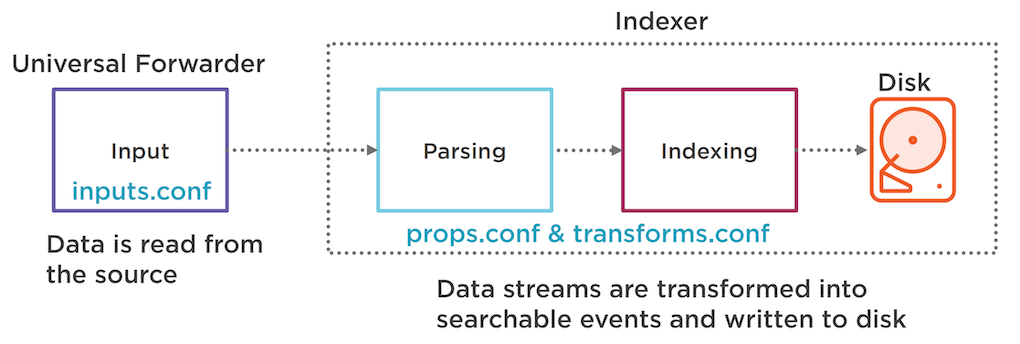 Indexer
Universal Forwarder
Disk
Input
Parsing
Indexing
inputs.conf
props.conf & transforms.conf
Data is read from
the source
Data streams are transformed into
searchable events and written to disk